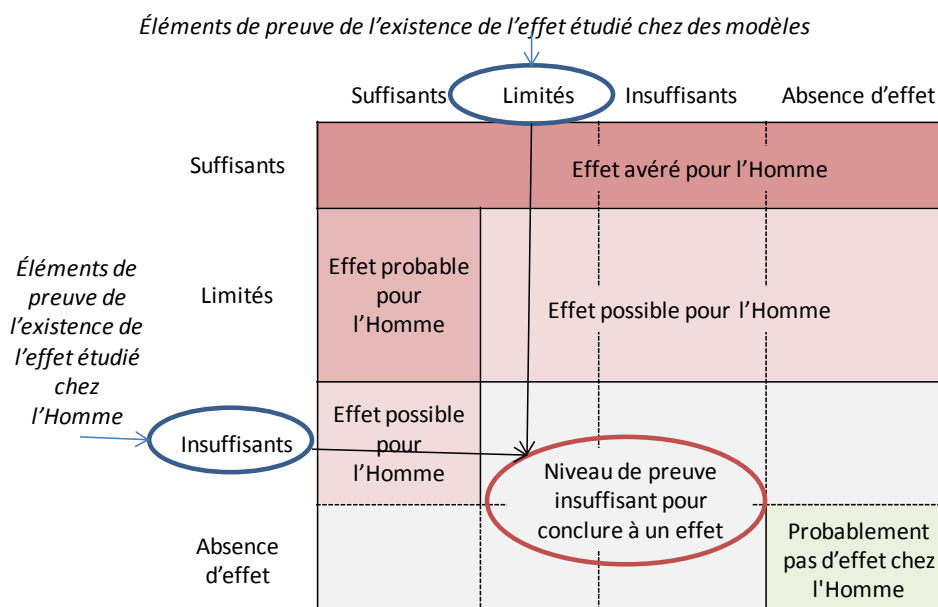 Éléments de preuve de l’existence de l’effet étudié chez des modèles
Suffisants
Limités
Insuffisants
Absence d’effet
Suffisants
Effet avéré pour l’Homme
Éléments de
preuve de
l’existence de
l’effet étudié
chez
l’Homme
Limités
Effet probable
pour
l’Homme
Effet possible pour l’Homme
Insuffisants
Effet possible
pour
l’Homme
Niveau de preuve
insuffisant pour
conclure à un effet
Absence
d’effet
Probablement
pas d’effet chez
l'Homme